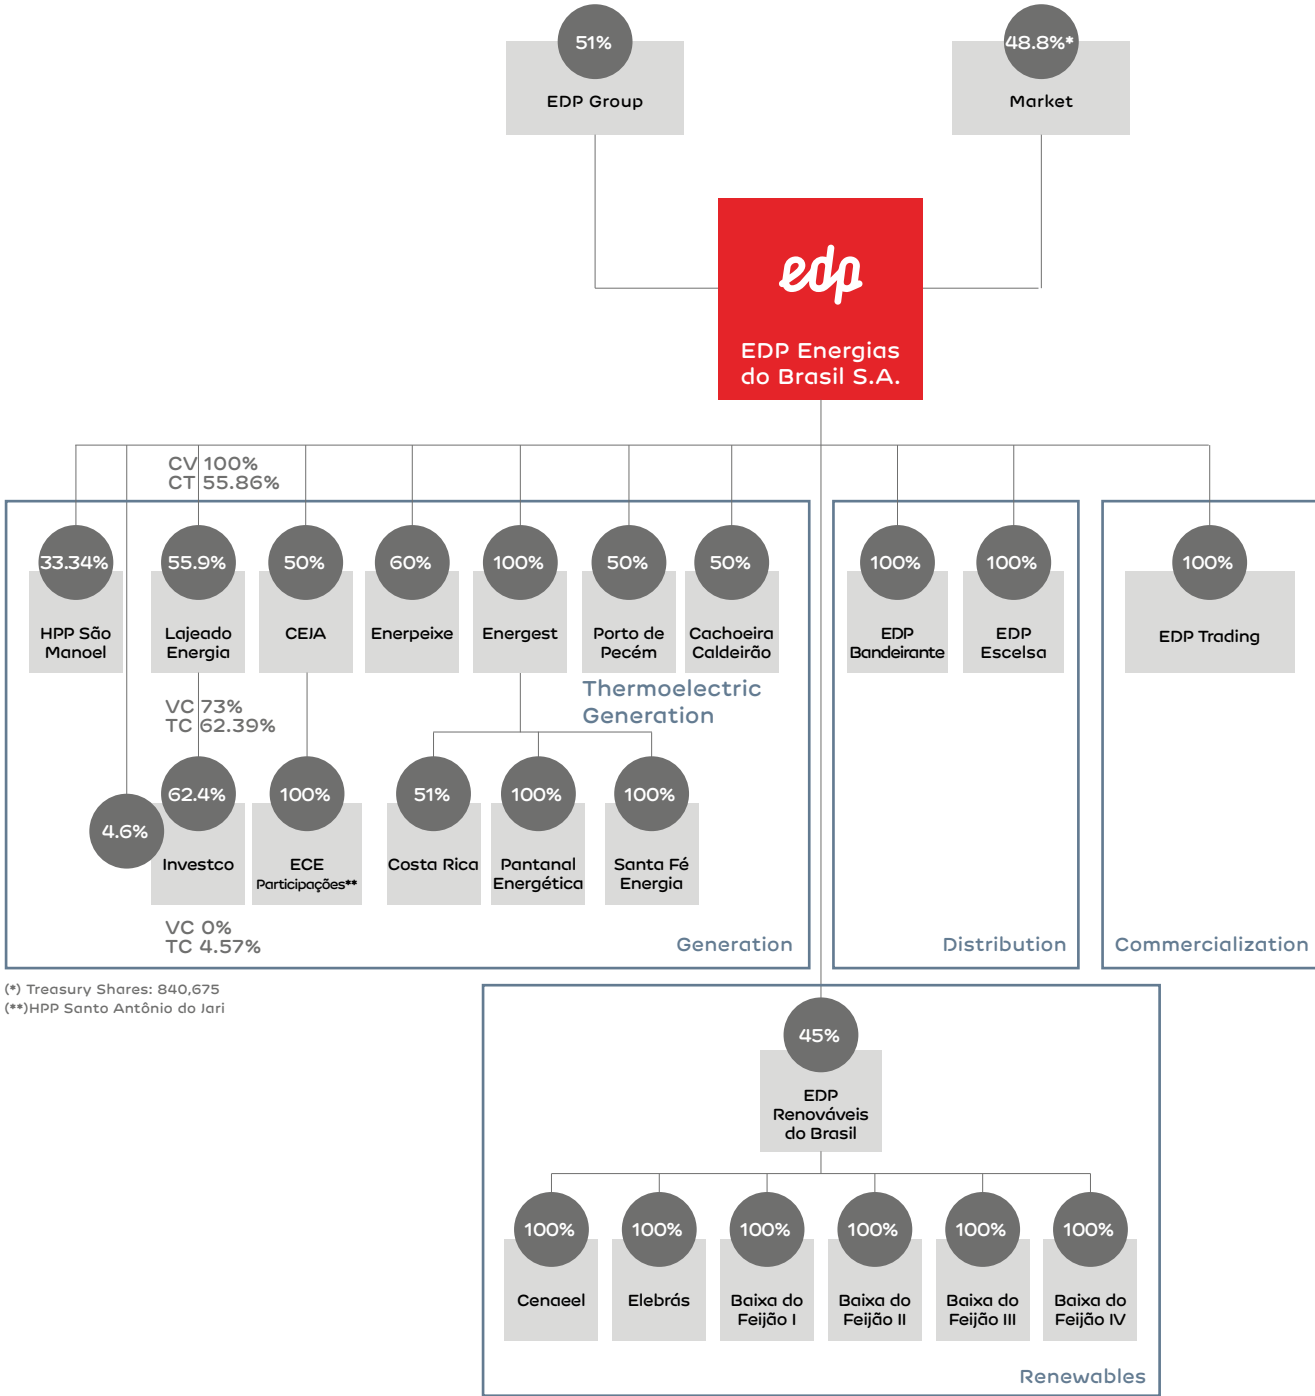 51%
EDP Group
48.8%*
Market
edp
EDP Energias
do Brasil S.A.
CV 100%
CT 55.86%
33.34%
HPP São
Manoel
55.9%
Lajeado
Energia
50%
CEJA
60%
Enerpeixe
100%
Energest
50%
Porto de
Pecém
50%
Cachoeira
Caldeirão
Thermoelectric
Generation
VC 73%
TC 62.39%
4.6%
62.4%
Investco
100%
ECE
Participações**
51%
Costa Rica
100%
Pantanal
Energética
100%
Santa Fé
Energia
VC 0%
TC 4.57%
Generation
100%
EDP
Bandeirante
100%
EDP
Escelsa
Distribution
100%
EDP Trading
Commercialization
(*) Treasury Shares: 840,675
(**)HPP Santo Antônio do Jari
45%
EDP
Renováveis
do Brasil
100%
Cenaeel
100%
Elebrás
100%
Baixa do
Feijão I
100%
Baixa do
Feijão II
100%
Baixa do
Feijão III
100%
Baixa do
Feijão IV
Renewables